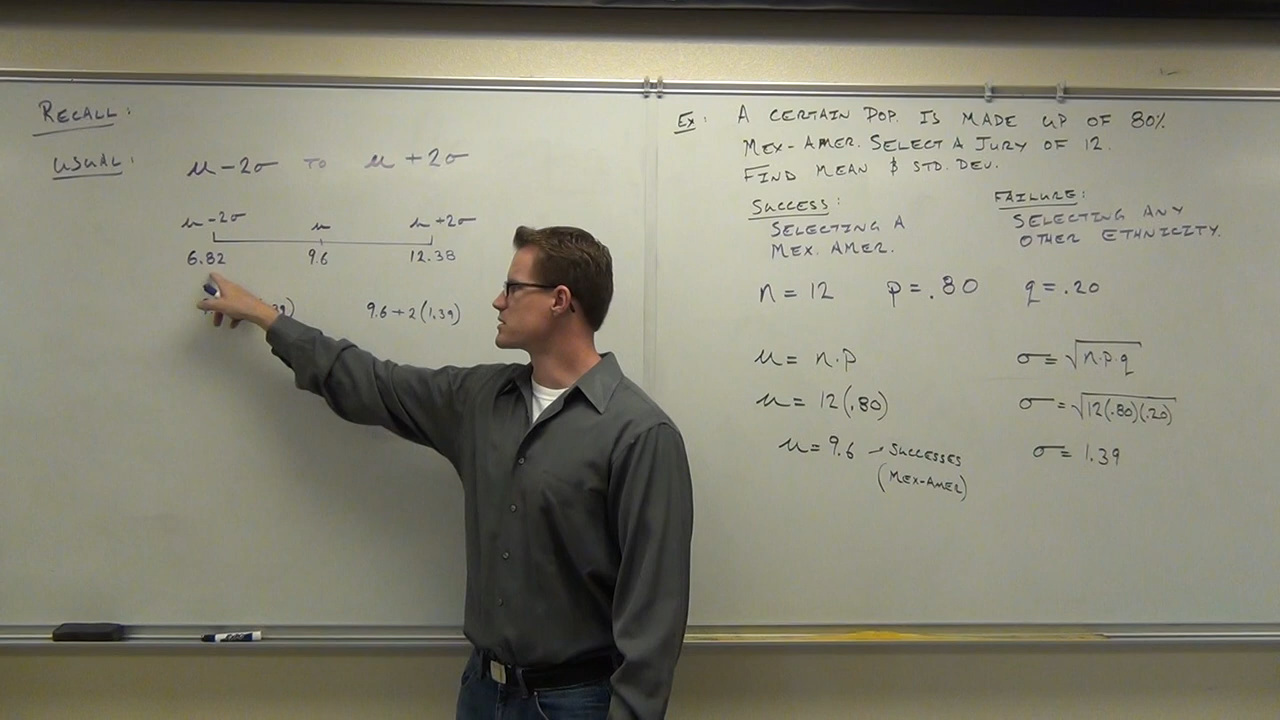 RECALL:
USUAL: μ-2σ TO μ+2σ
μ-2σ μ μ+2σ
6.82 9.6 12.38
9.6+2(1.39)
Ex: A CERTAIN POP. IS MADE UP OF 80%
MEX-AMER. SELECT A JURY OF 12.
FIND MEAN & STD. DEV.
SUCCESS:
SELECTING A
MEX. AMER.
FAILURE:
SELECTING ANY
OTHER ETHNICITY.
n = 12 p = .80 q = .20
μ = n·p
μ = 12(.80)
μ = 9.6 → SUCCESSES
(MEX-AMER)
σ = √n·p·q
σ = √12(.80)(.20)
σ = 1.39